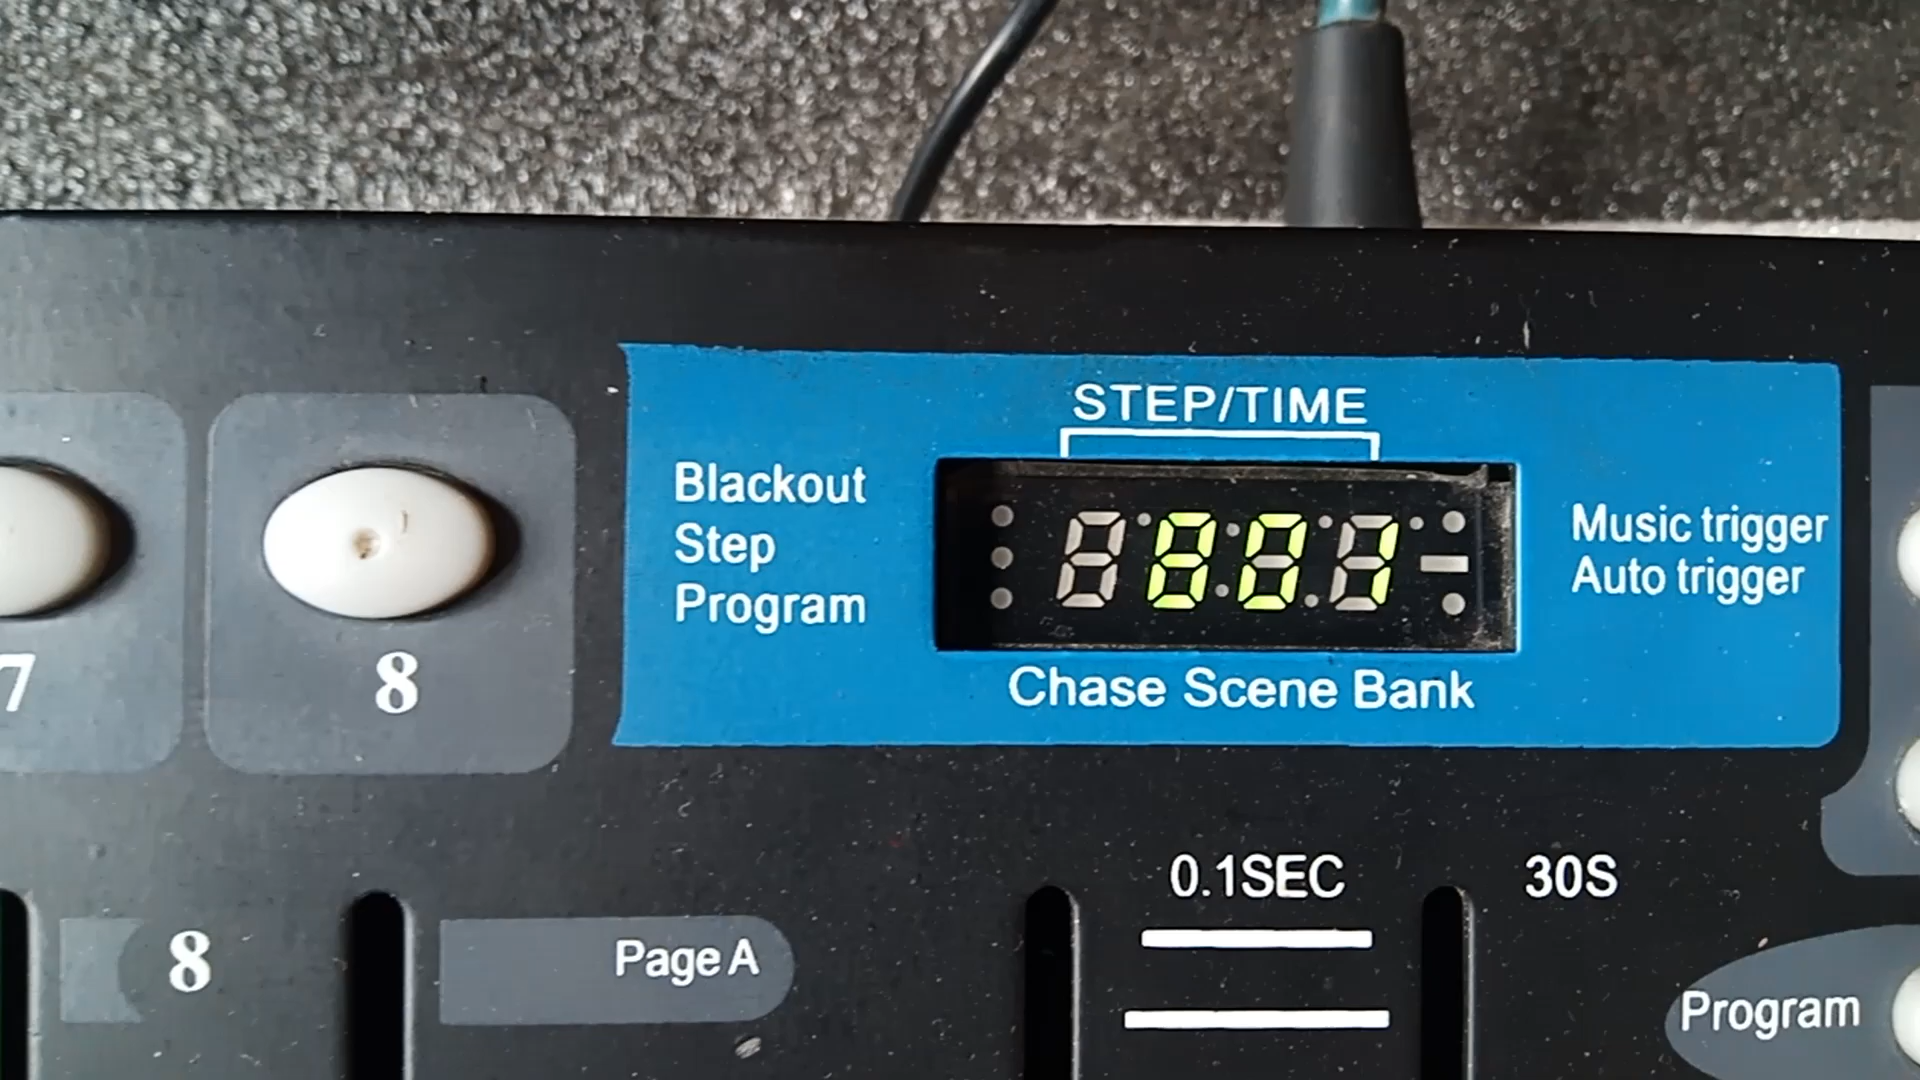 STEP/TIME
Blackout
Step
Program
Music trigger
Auto trigger
Chase Scene Bank
7
8
0.1SEC
30S
8
Page A
Program